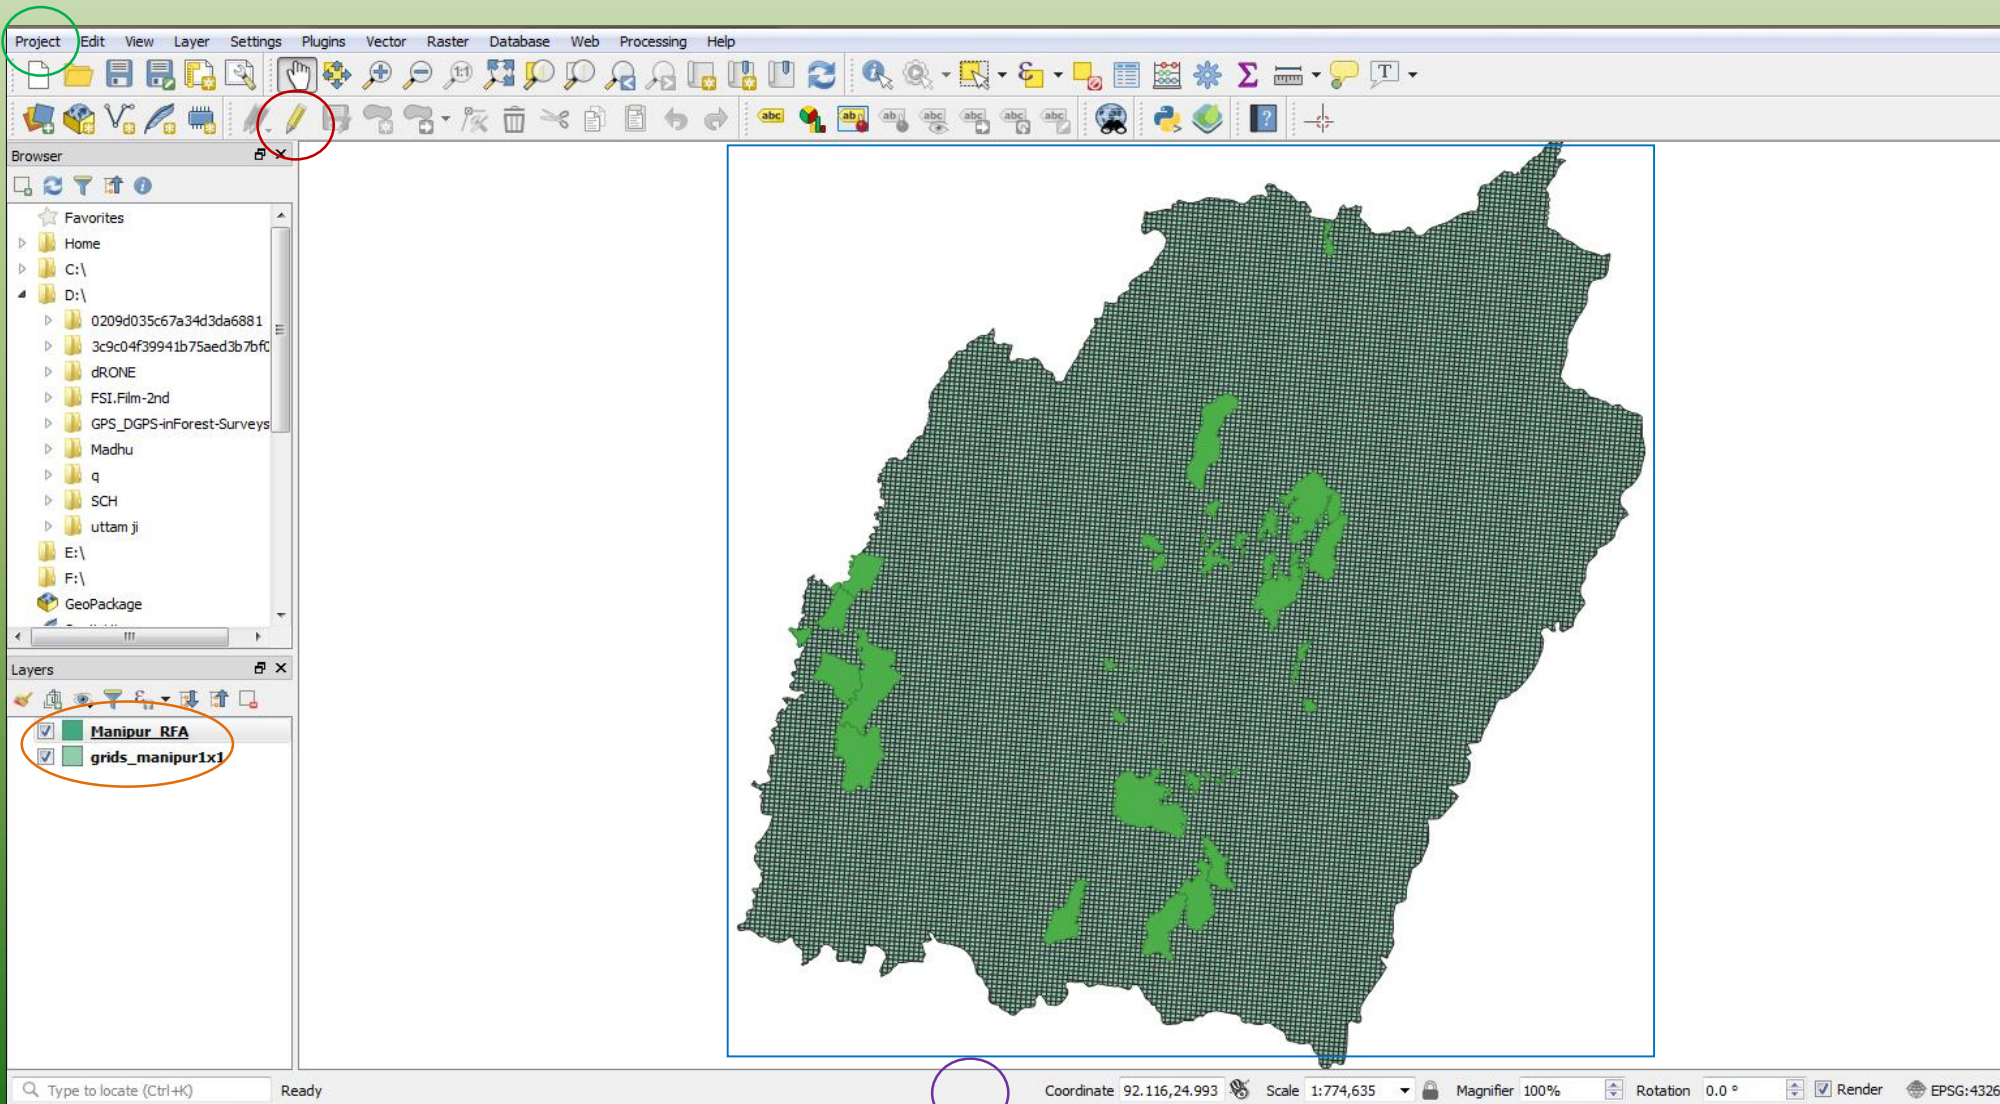 Project Edit View Layer Settings Plugins Vector Raster Database Web Processing Help
Browser
Favorites
Home
C:\
D:\
0209d035c67a34d3da6881
3c9c04f39941b75aed3b7bf0
dRONE
FSI.Film-2nd
GPS_DGPS-inForest-Surveys
Madhu
q
SCH
uttam ji
E:\
F:\
GeoPackage
Layers
Manipur_RFA
grids_manipur1x1
Type to locate (Ctrl+K) Ready Coordinate 92.116,24.993 Scale 1:774,635 Magnifier 100% Rotation 0.0 ° Render EPSG:4326